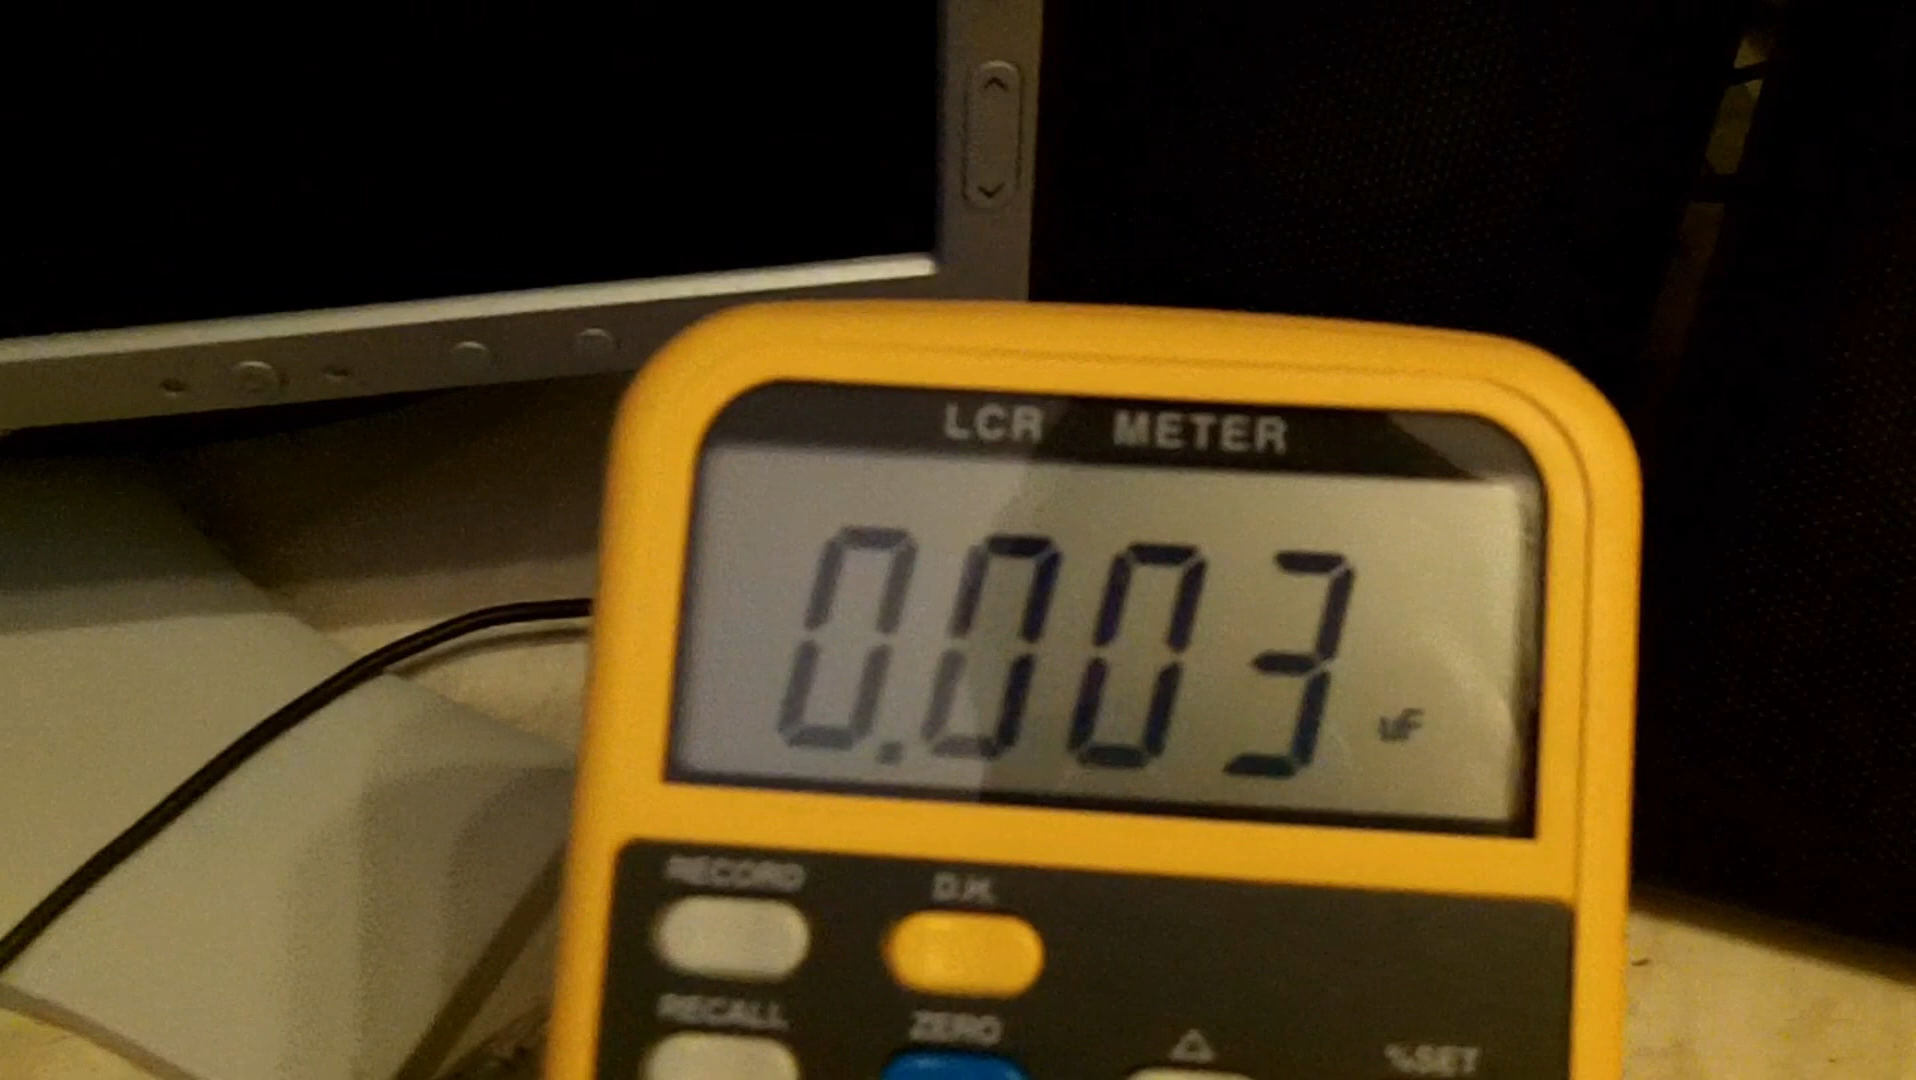 LCR METER
0.003 uF
RECORD D.H.
RECALL ZERO △ %SET